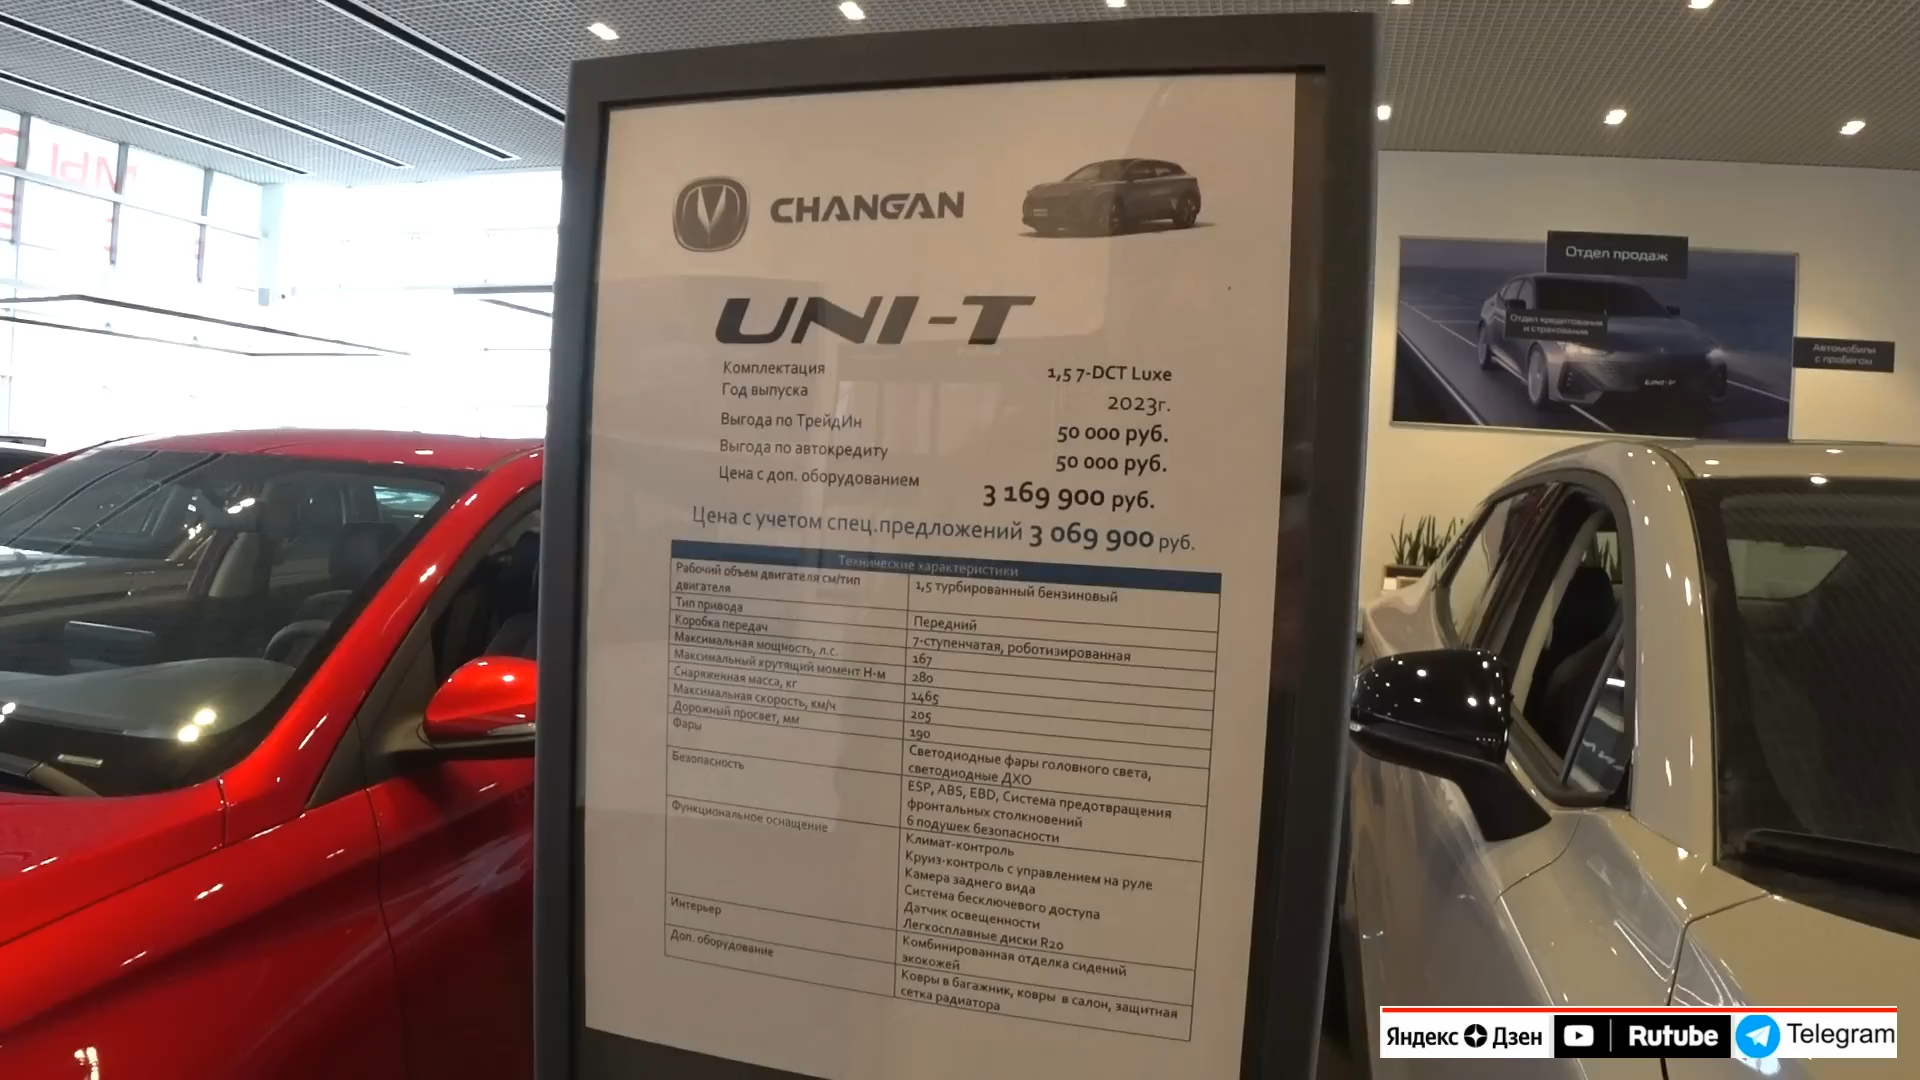 CHANGAN
UNI-T
Комплектация 1,5 7-DCT Luxe
Год выпуска 2023г.
Выгода по ТрейдИн 50 000 руб.
Выгода по автокредиту 50 000 руб.
Цена с доп. оборудованием 3 169 900 руб.
Цена с учетом спец.предложений 3 069 900 руб.
Технические характеристики
Рабочий объем двигателя см/тип
двигателя
1,5 турбированный бензиновый
Тип привода Передний
Коробка передач 7-ступенчатая, роботизированная
Максимальная мощность, л.с. 167
Максимальный крутящий момент Н-м 280
Снаряженная масса, кг 1465
Максимальная скорость, км/ч 205
Дорожный просвет, мм 190
Фары
Светодиодные фары головного света,
светодиодные ДХО
Безопасность
ESP, ABS, EBD, Система предотвращения
фронтальных столкновений
6 подушек безопасности
Функциональное оснащение
Климат-контроль
Круиз-контроль с управлением на руле
Камера заднего вида
Система бесключевого доступа
Датчик освещенности
Легкосплавные диски R20
Интерьер
Комбинированная отделка сидений
экокожей
Доп. оборудование
Ковры в багажник, ковры в салон, защитная
сетка радиатора
Отдел продаж
Отдел кредитования
и страхования
Автомобили
с пробегом
МЫ
Яндекс Дзен
Rutube
Telegram